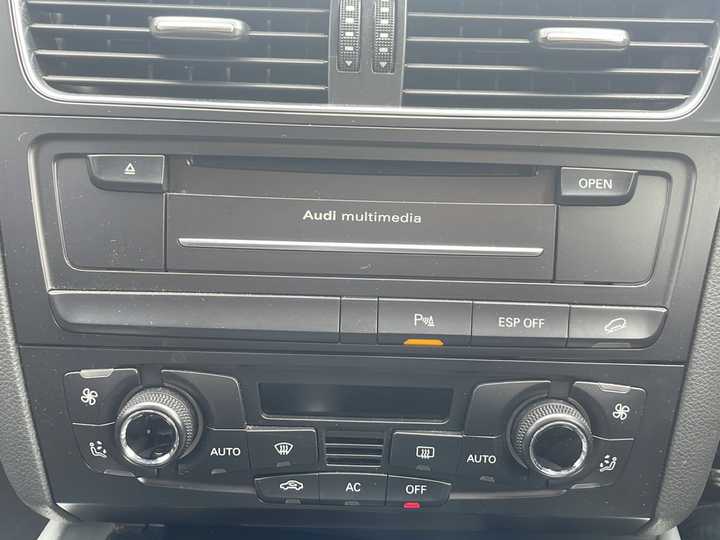 OPEN
Audi multimedia
P
ESP OFF
AUTO
AUTO
AC
OFF